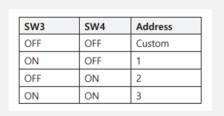 SW3 SW4 Address
OFF OFF Custom
ON OFF 1
OFF ON 2
ON ON 3